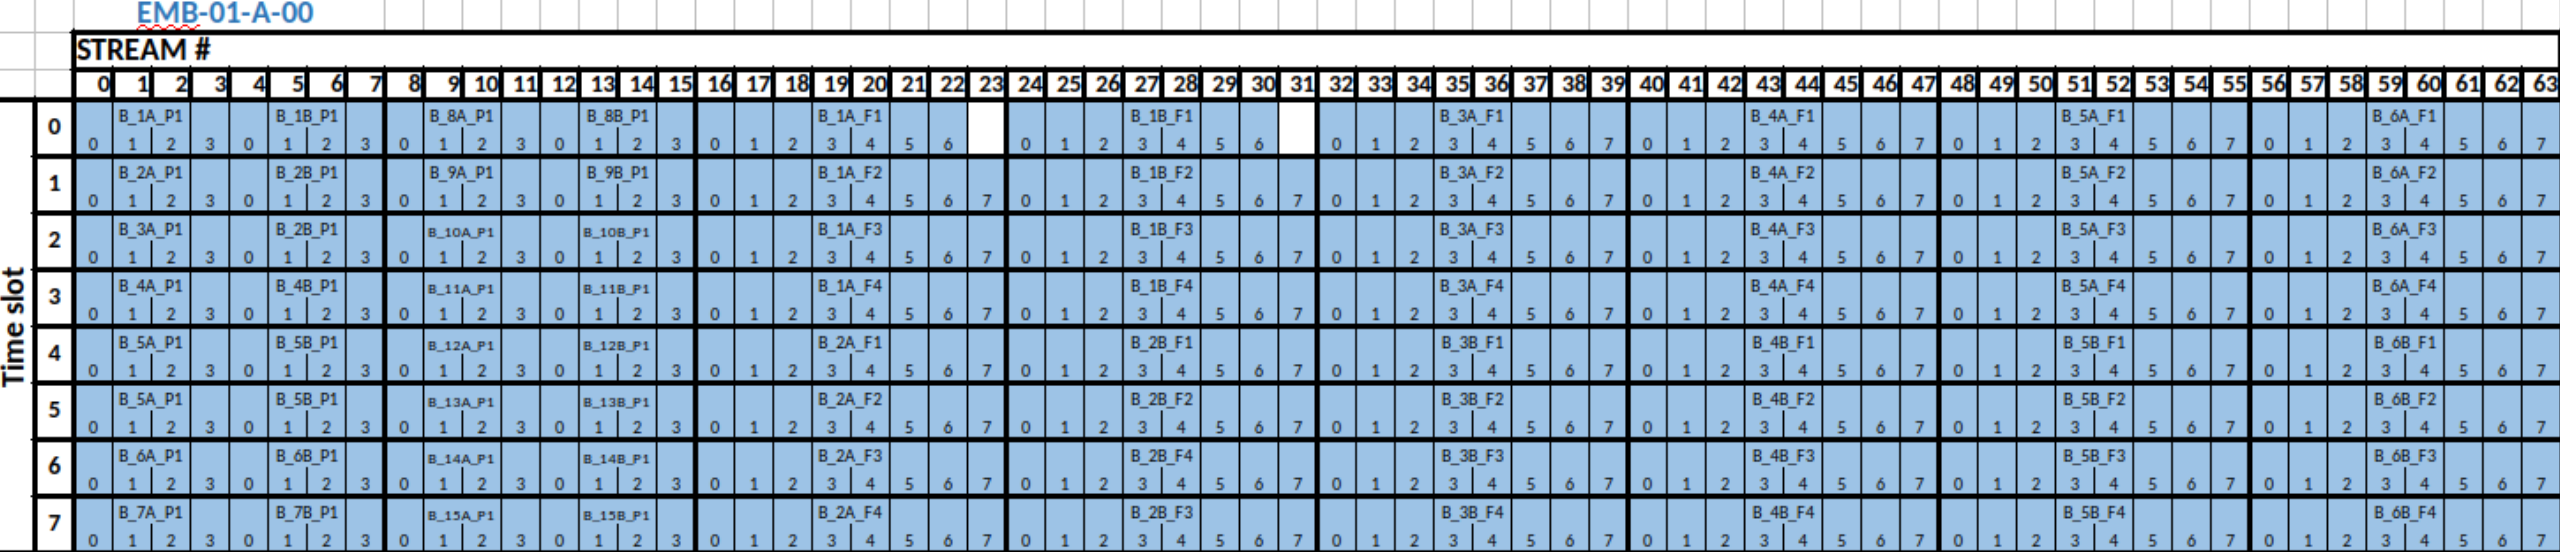 EMB-01-A-00
STREAM #
0 1 2 3 4 5 6 7 8 9 10 11 12 13 14 15 16 17 18 19 20 21 22 23 24 25 26 27 28 29 30 31 32 33 34 35 36 37 38 39 40 41 42 43 44 45 46 47 48 49 50 51 52 53 54 55 56 57 58 59 60 61 62 63
Time slot
0
B_1A_P1 B_1B_P1 B_8A_P1 B_8B_P1 B_1A_F1 B_1B_F1 B_3A_F1 B_4A_F1 B_5A_F1 B_6A_F1
0 1 2 3 0 1 2 3 0 1 2 3 0 1 2 3 0 1 2 3 4 5 6 0 1 2 3 4 5 6 0 1 2 3 4 5 6 7 0 1 2 3 4 5 6 7 0 1 2 3 4 5 6 7 0 1 2 3 4 5 6 7
1
B_2A_P1 B_2B_P1 B_9A_P1 B_9B_P1 B_1A_F2 B_1B_F2 B_3A_F2 B_4A_F2 B_5A_F2 B_6A_F2
0 1 2 3 0 1 2 3 0 1 2 3 0 1 2 3 0 1 2 3 4 5 6 7 0 1 2 3 4 5 6 7 0 1 2 3 4 5 6 7 0 1 2 3 4 5 6 7 0 1 2 3 4 5 6 7 0 1 2 3 4 5 6 7
2
B_3A_P1 B_2B_P1 B_10A_P1 B_10B_P1 B_1A_F3 B_1B_F3 B_3A_F3 B_4A_F3 B_5A_F3 B_6A_F3
0 1 2 3 0 1 2 3 0 1 2 3 0 1 2 3 0 1 2 3 4 5 6 7 0 1 2 3 4 5 6 7 0 1 2 3 4 5 6 7 0 1 2 3 4 5 6 7 0 1 2 3 4 5 6 7 0 1 2 3 4 5 6 7
3
B_4A_P1 B_4B_P1 B_11A_P1 B_11B_P1 B_1A_F4 B_1B_F4 B_3A_F4 B_4A_F4 B_5A_F4 B_6A_F4
0 1 2 3 0 1 2 3 0 1 2 3 0 1 2 3 0 1 2 3 4 5 6 7 0 1 2 3 4 5 6 7 0 1 2 3 4 5 6 7 0 1 2 3 4 5 6 7 0 1 2 3 4 5 6 7 0 1 2 3 4 5 6 7
4
B_5A_P1 B_5B_P1 B_12A_P1 B_12B_P1 B_2A_F1 B_2B_F1 B_3B_F1 B_4B_F1 B_5B_F1 B_6B_F1
0 1 2 3 0 1 2 3 0 1 2 3 0 1 2 3 0 1 2 3 4 5 6 7 0 1 2 3 4 5 6 7 0 1 2 3 4 5 6 7 0 1 2 3 4 5 6 7 0 1 2 3 4 5 6 7 0 1 2 3 4 5 6 7
5
B_5A_P1 B_5B_P1 B_13A_P1 B_13B_P1 B_2A_F2 B_2B_F2 B_3B_F2 B_4B_F2 B_5B_F2 B_6B_F2
0 1 2 3 0 1 2 3 0 1 2 3 0 1 2 3 0 1 2 3 4 5 6 7 0 1 2 3 4 5 6 7 0 1 2 3 4 5 6 7 0 1 2 3 4 5 6 7 0 1 2 3 4 5 6 7 0 1 2 3 4 5 6 7
6
B_6A_P1 B_6B_P1 B_14A_P1 B_14B_P1 B_2A_F3 B_2B_F4 B_3B_F3 B_4B_F3 B_5B_F3 B_6B_F3
0 1 2 3 0 1 2 3 0 1 2 3 0 1 2 3 0 1 2 3 4 5 6 7 0 1 2 3 4 5 6 7 0 1 2 3 4 5 6 7 0 1 2 3 4 5 6 7 0 1 2 3 4 5 6 7 0 1 2 3 4 5 6 7
7
B_7A_P1 B_7B_P1 B_15A_P1 B_15B_P1 B_2A_F4 B_2B_F3 B_3B_F4 B_4B_F4 B_5B_F4 B_6B_F4
0 1 2 3 0 1 2 3 0 1 2 3 0 1 2 3 0 1 2 3 4 5 6 7 0 1 2 3 4 5 6 7 0 1 2 3 4 5 6 7 0 1 2 3 4 5 6 7 0 1 2 3 4 5 6 7 0 1 2 3 4 5 6 7